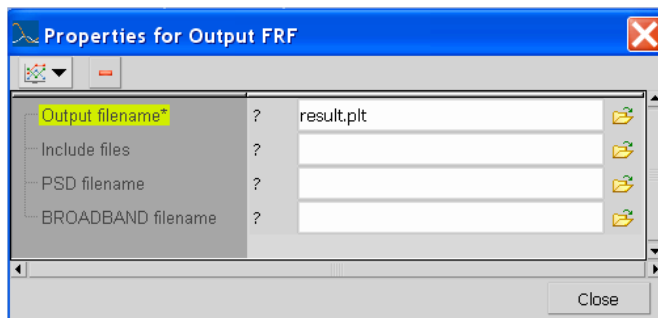 Properties for Output FRF
Output filename* ? result.plt
Include files ?
PSD filename ?
BROADBAND filename ?
Close